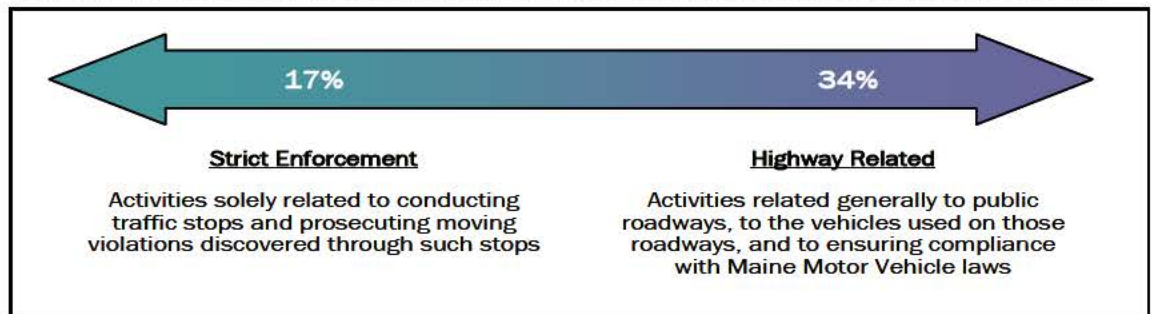 17%
34%
Strict Enforcement
Activities solely related to conducting
traffic stops and prosecuting moving
violations discovered through such stops
Highway Related
Activities related generally to public
roadways, to the vehicles used on those
roadways, and to ensuring compliance
with Maine Motor Vehicle laws